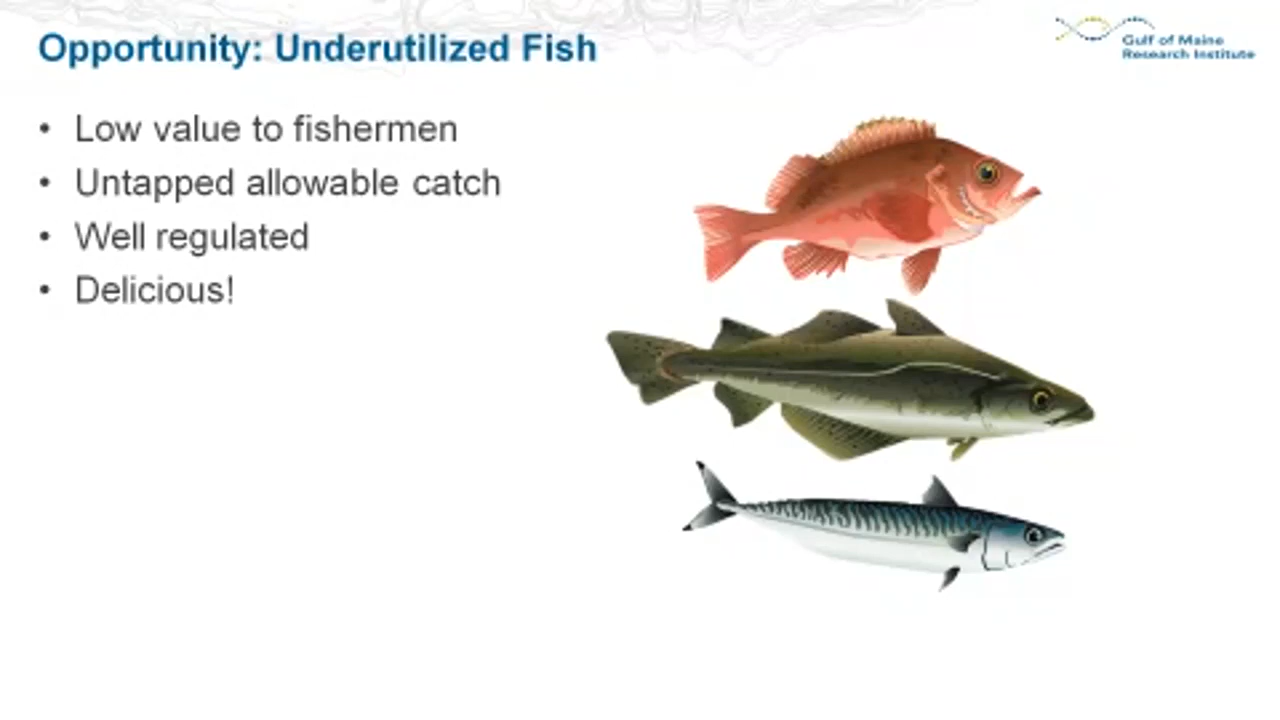 Opportunity: Underutilized Fish
Gulf of Maine
Research Institute
• Low value to fishermen
• Untapped allowable catch
• Well regulated
• Delicious!